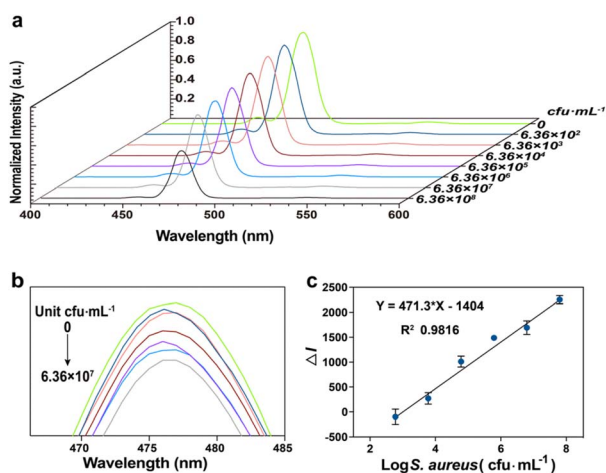 a
1.0
0.8
0.6
0.4
0.2
Normalized Intensity (a.u.)
cfu·mL⁻¹
0
6.36×10²
6.36×10³
6.36×10⁴
6.36×10⁵
6.36×10⁶
6.36×10⁷
6.36×10⁸
400 450 500 550 600
Wavelength (nm)
b
Unit cfu·mL⁻¹
0
6.36×10⁷
470 475 480 485
Wavelength (nm)
c
Y = 471.3*X - 1404
R² 0.9816
2500
2000
1500
1000
500
0
-500
ΔI
2 4 6 8
Log S. aureus( cfu·mL⁻¹)